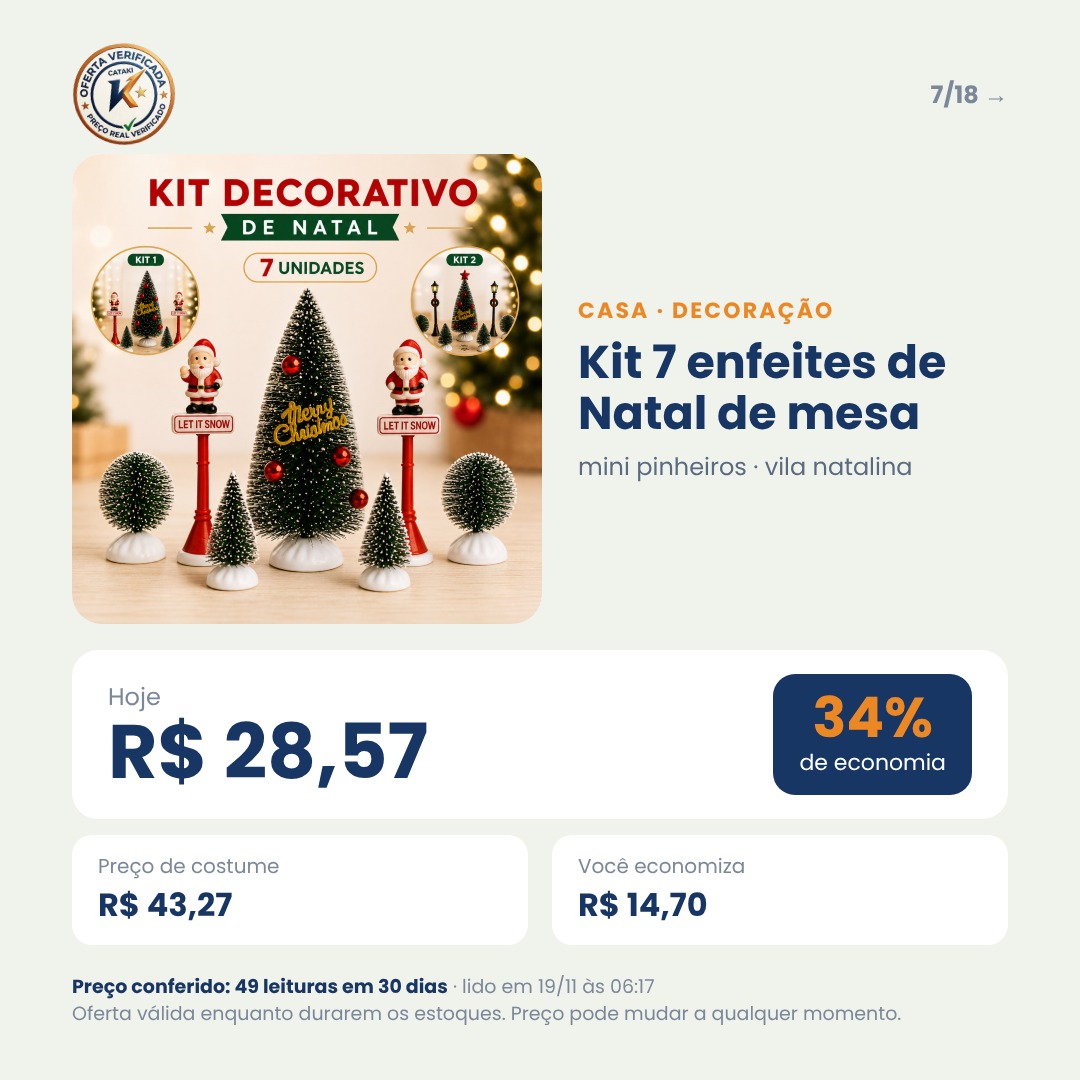 OFERTA VERIFICADA
CATAKI
K
PREÇO REAL VERIFICADO
7/18 →
KIT DECORATIVO
DE NATAL
7 UNIDADES
KIT 1
KIT 2
Merry
Christmas
LET IT SNOW
LET IT SNOW
CASA · DECORAÇÃO
Kit 7 enfeites de
Natal de mesa
mini pinheiros · vila natalina
Hoje
R$ 28,57
34%
de economia
Preço de costume
R$ 43,27
Você economiza
R$ 14,70
Preço conferido: 49 leituras em 30 dias · lido em 19/11 às 06:17
Oferta válida enquanto durarem os estoques. Preço pode mudar a qualquer momento.